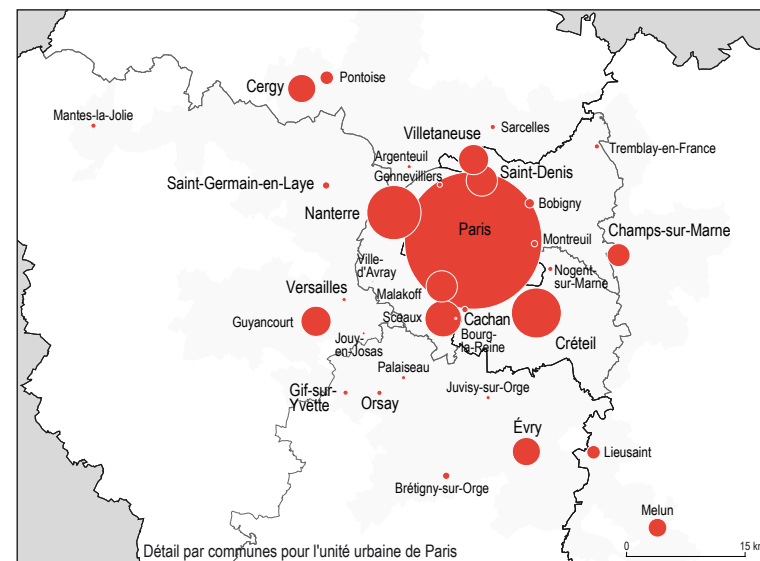 Pontoise
Cergy
Mantes-la-Jolie
Villetaneuse
Sarcelles
Argenteuil
Tremblay-en-France
Gennevilliers
Saint-Denis
Saint-Germain-en-Laye
Bobigny
Nanterre
Paris
Champs-sur-Marne
Montreuil
Ville-
d'Avray
Nogent
-sur-Marne
Versailles
Malakoff
Guyancourt
Sceaux
Cachan
Bourg-
la-Reine
Créteil
Jouy-
en-Josas
Palaiseau
Gif-sur-
Yvette
Orsay
Juvisy-sur-Orge
Évry
Lieusaint
Brétigny-sur-Orge
Melun
Détail par communes pour l'unité urbaine de Paris
0 15 km